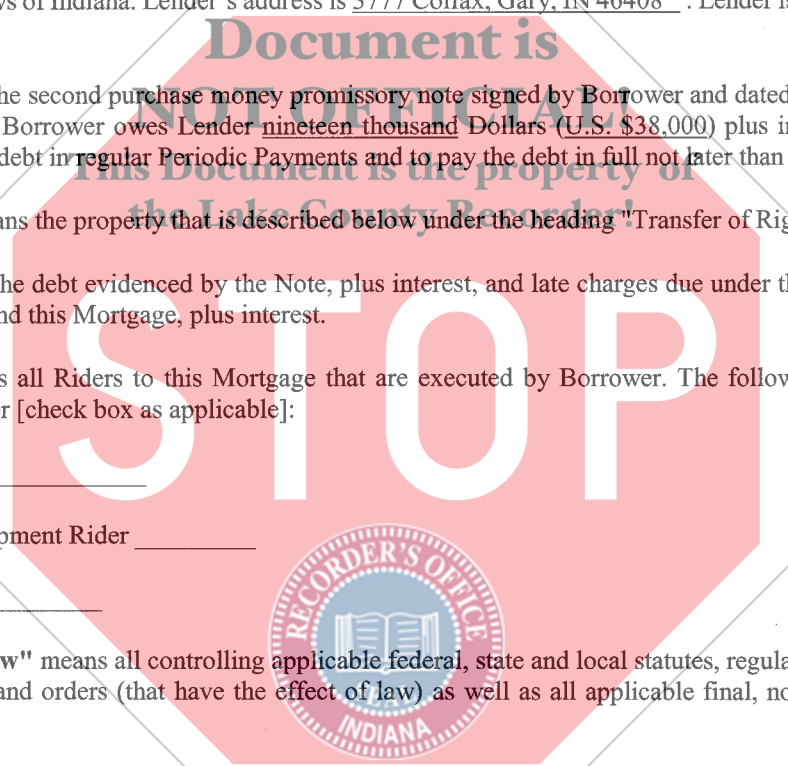 ws of Indiana. Lender's address is 3777 Colfax, Gary, IN 46408 . Lender is
Document is
NOT OFFICIAL!
he second purchase money promissory note signed by Borrower and dated
Borrower owes Lender nineteen thousand Dollars (U.S. $38,000) plus in
debt in regular Periodic Payments and to pay the debt in full not later than
This Document is the property of
the Lake County Recorder!
ans the property that is described below under the heading "Transfer of Rig
he debt evidenced by the Note, plus interest, and late charges due under th
nd this Mortgage, plus interest.
STOP
s all Riders to this Mortgage that are executed by Borrower. The follow
r [check box as applicable]:
pment Rider
RECORDER'S OFFICE
SEAL
INDIANA
w" means all controlling applicable federal, state and local statutes, regula
and orders (that have the effect of law) as well as all applicable final, no